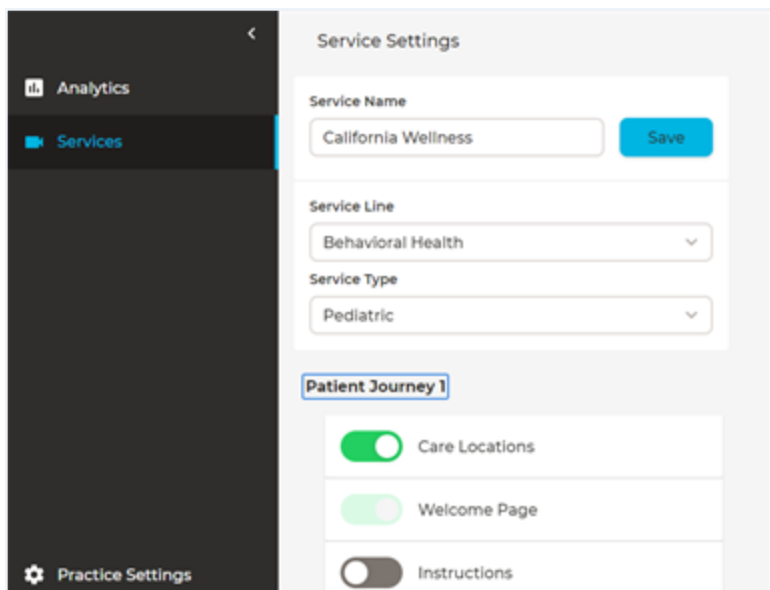 Analytics
Services
Practice Settings
Service Settings
Service Name
California Wellness
Save
Service Line
Behavioral Health
Service Type
Pediatric
Patient Journey 1
Care Locations
Welcome Page
Instructions